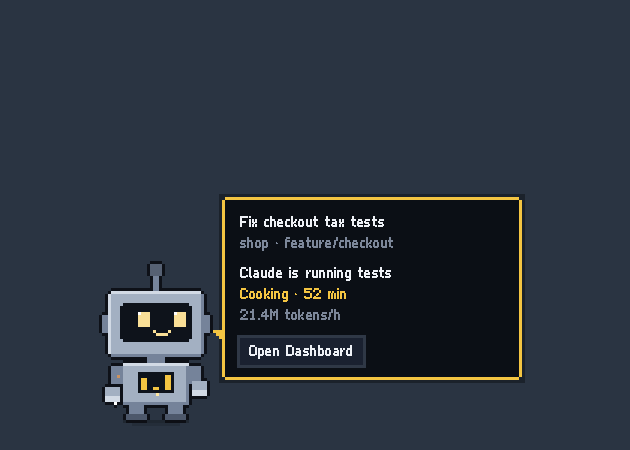 Fix checkout tax tests
shop · feature/checkout
Claude is running tests
Cooking · 52 min
21.4M tokens/h
Open Dashboard